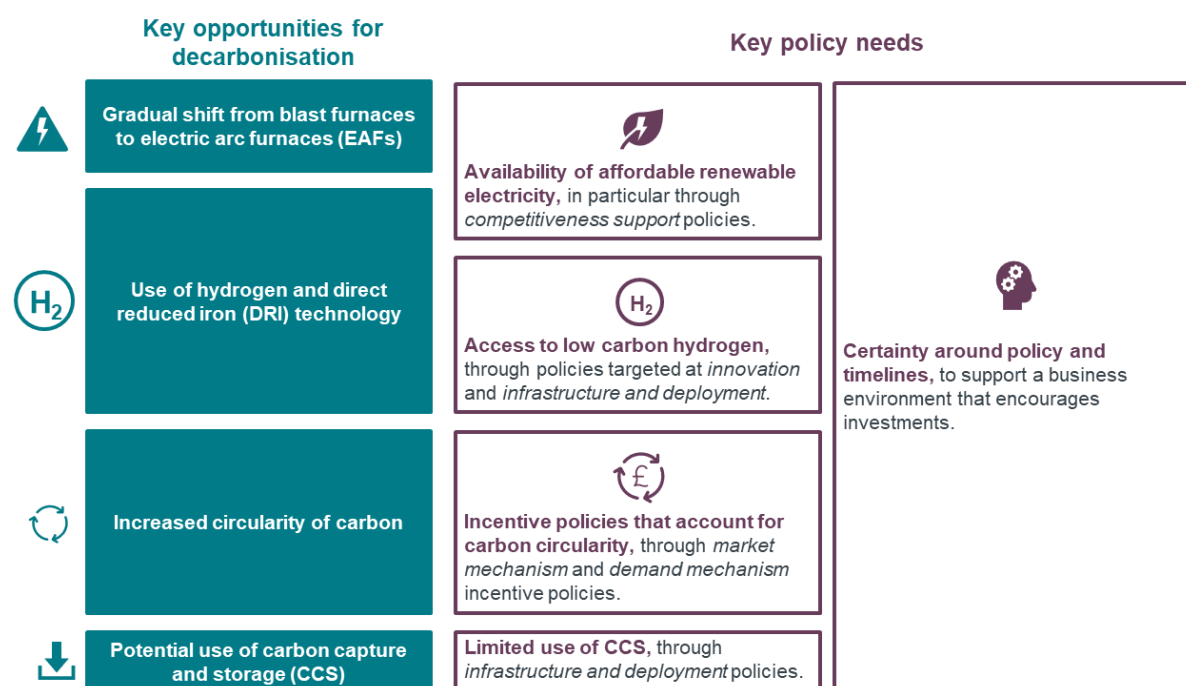 Key opportunities for
decarbonisation
Key policy needs
Gradual shift from blast furnaces
to electric arc furnaces (EAFs)
Availability of affordable renewable
electricity, in particular through
competitiveness support policies.
H2
Use of hydrogen and direct
reduced iron (DRI) technology
H2
Access to low carbon hydrogen,
through policies targeted at innovation
and infrastructure and deployment.
Certainty around policy and
timelines, to support a business
environment that encourages
investments.
Increased circularity of carbon
£
Incentive policies that account for
carbon circularity, through market
mechanism and demand mechanism
incentive policies.
Potential use of carbon capture
and storage (CCS)
Limited use of CCS, through
infrastructure and deployment policies.